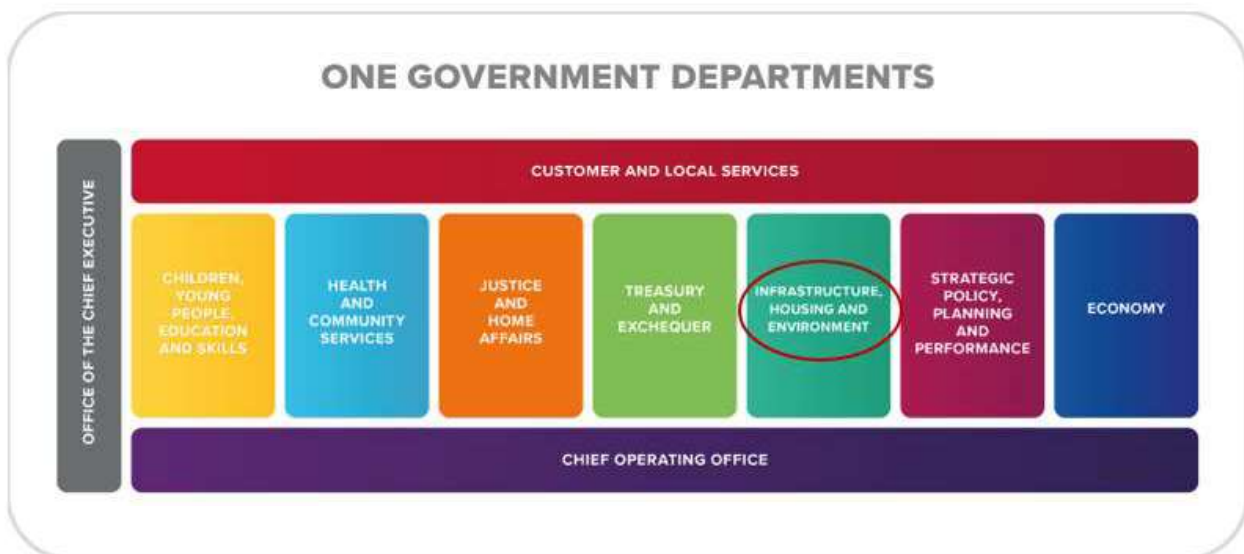 ONE GOVERNMENT DEPARTMENTS
OFFICE OF THE CHIEF EXECUTIVE
CUSTOMER AND LOCAL SERVICES
CHILDREN,
YOUNG
PEOPLE,
EDUCATION
AND SKILLS
HEALTH
AND
COMMUNITY
SERVICES
JUSTICE
AND
HOME
AFFAIRS
TREASURY
AND
EXCHEQUER
INFRASTRUCTURE,
HOUSING AND
ENVIRONMENT
STRATEGIC
POLICY,
PLANNING
AND
PERFORMANCE
ECONOMY
CHIEF OPERATING OFFICE